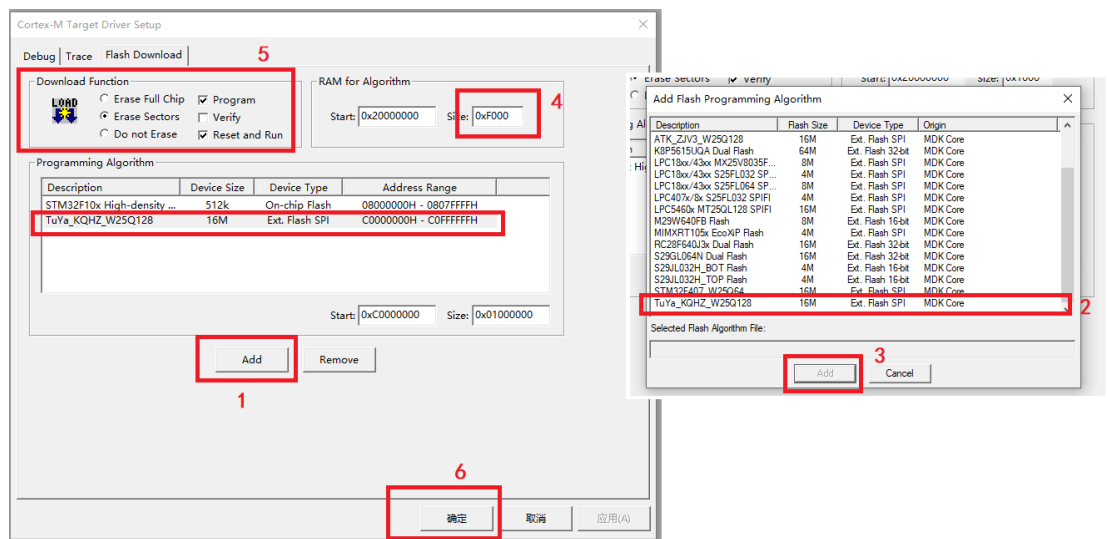 Cortex-M Target Driver Setup
Debug Trace Flash Download
5
Download Function
LOAD
Erase Full Chip Program
Erase Sectors Verify
Do not Erase Reset and Run
RAM for Algorithm
Start: 0x20000000 Size: 0xF000
4
Programming Algorithm
Description Device Size Device Type Address Range
STM32F10x High-density ... 512k On-chip Flash 08000000H - 0807FFFFH
TuYa_KQHZ_W25Q128 16M Ext. Flash SPI C0000000H - C0FFFFFFH
Start: 0xC0000000 Size: 0x01000000
Add Remove
1
6
确定 取消 应用(A)
Erase Sectors Verify Start: 0x20000000 Size: 0x1000
Add Flash Programming Algorithm
Description Flash Size Device Type Origin
ATK_ZJV3_W25Q128 16M Ext. Flash SPI MDK Core
K8P5615UQA Dual Flash 64M Ext. Flash 32-bit MDK Core
LPC18xx/43xx MX25V8035F... 8M Ext. Flash SPI MDK Core
LPC18xx/43xx S25FL032 SP... 4M Ext. Flash SPI MDK Core
LPC18xx/43xx S25FL064 SP... 8M Ext. Flash SPI MDK Core
LPC407x/8x S25FL032 SPIFI 4M Ext. Flash SPI MDK Core
LPC5460x MT25QL128 SPIFI 16M Ext. Flash SPI MDK Core
M29W640FB Flash 8M Ext. Flash 16-bit MDK Core
MIMXRT105x EcoXiP Flash 4M Ext. Flash SPI MDK Core
RC28F640J3x Dual Flash 16M Ext. Flash 32-bit MDK Core
S29GL064N Dual Flash 16M Ext. Flash 32-bit MDK Core
S29JL032H_BOT Flash 4M Ext. Flash 16-bit MDK Core
S29JL032H_TOP Flash 4M Ext. Flash 16-bit MDK Core
STM32F407_W25Q64 16M Ext. Flash SPI MDK Core
TuYa_KQHZ_W25Q128 16M Ext. Flash SPI MDK Core
2
Selected Flash Algorithm File:
3
Add Cancel